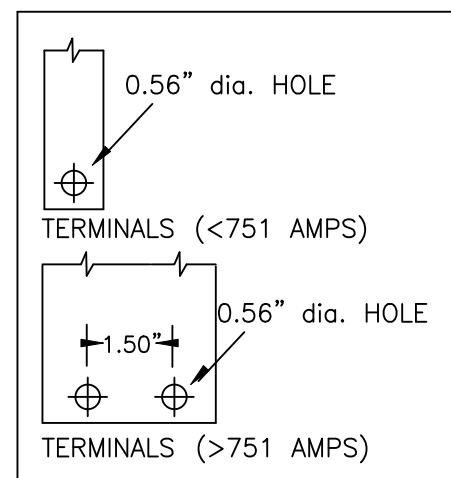 0.56” dia. HOLE
TERMINALS (<751 AMPS)
0.56” dia. HOLE
1.50”
TERMINALS (>751 AMPS)